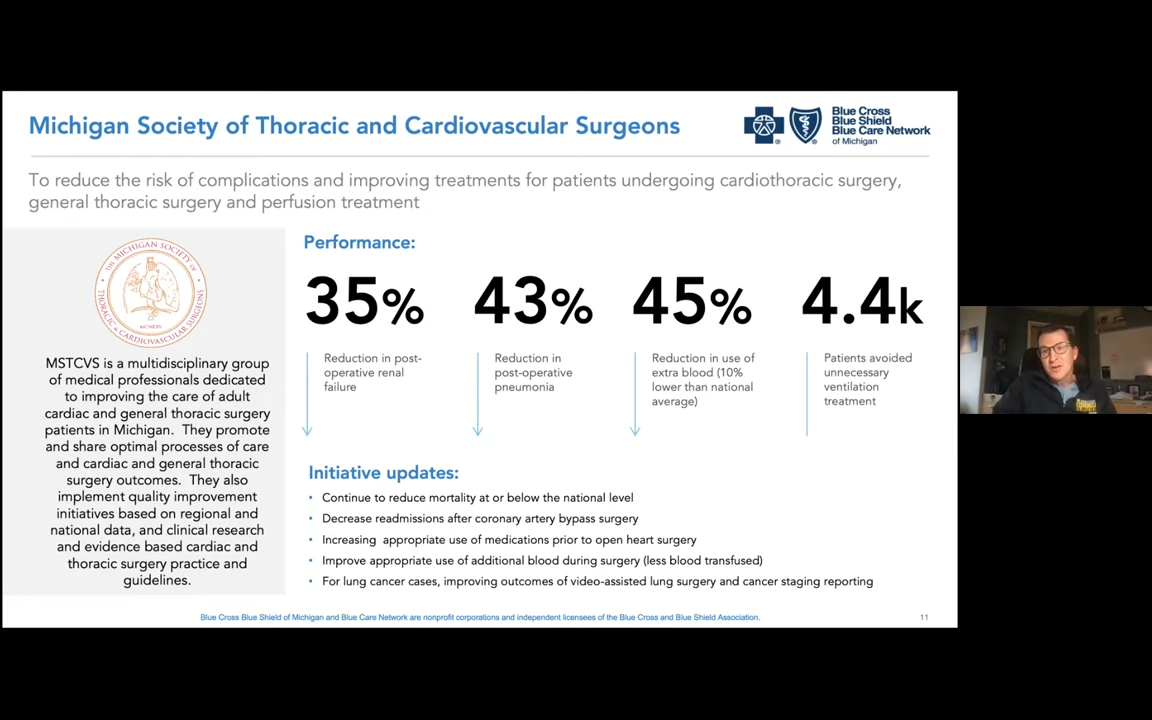 Michigan Society of Thoracic and Cardiovascular Surgeons
Blue Cross
Blue Shield
Blue Care Network
of Michigan
To reduce the risk of complications and improving treatments for patients undergoing cardiothoracic surgery,
general thoracic surgery and perfusion treatment
THE MICHIGAN SOCIETY OF
THORACIC & CARDIOVASCULAR SURGEONS
MSTCVS is a multidisciplinary group
of medical professionals dedicated
to improving the care of adult
cardiac and general thoracic surgery
patients in Michigan. They promote
and share optimal processes of care
and cardiac and general thoracic
surgery outcomes. They also
implement quality improvement
initiatives based on regional and
national data, and clinical research
and evidence based cardiac and
thoracic surgery practice and
guidelines.
Performance:
35%
Reduction in post-
operative renal
failure
43%
Reduction in
post-operative
pneumonia
45%
Reduction in use of
extra blood (10%
lower than national
average)
4.4k
Patients avoided
unnecessary
ventilation
treatment
Initiative updates:
• Continue to reduce mortality at or below the national level
• Decrease readmissions after coronary artery bypass surgery
• Increasing appropriate use of medications prior to open heart surgery
• Improve appropriate use of additional blood during surgery (less blood transfused)
• For lung cancer cases, improving outcomes of video-assisted lung surgery and cancer staging reporting
Blue Cross Blue Shield of Michigan and Blue Care Network are nonprofit corporations and independent licensees of the Blue Cross and Blue Shield Association.
11